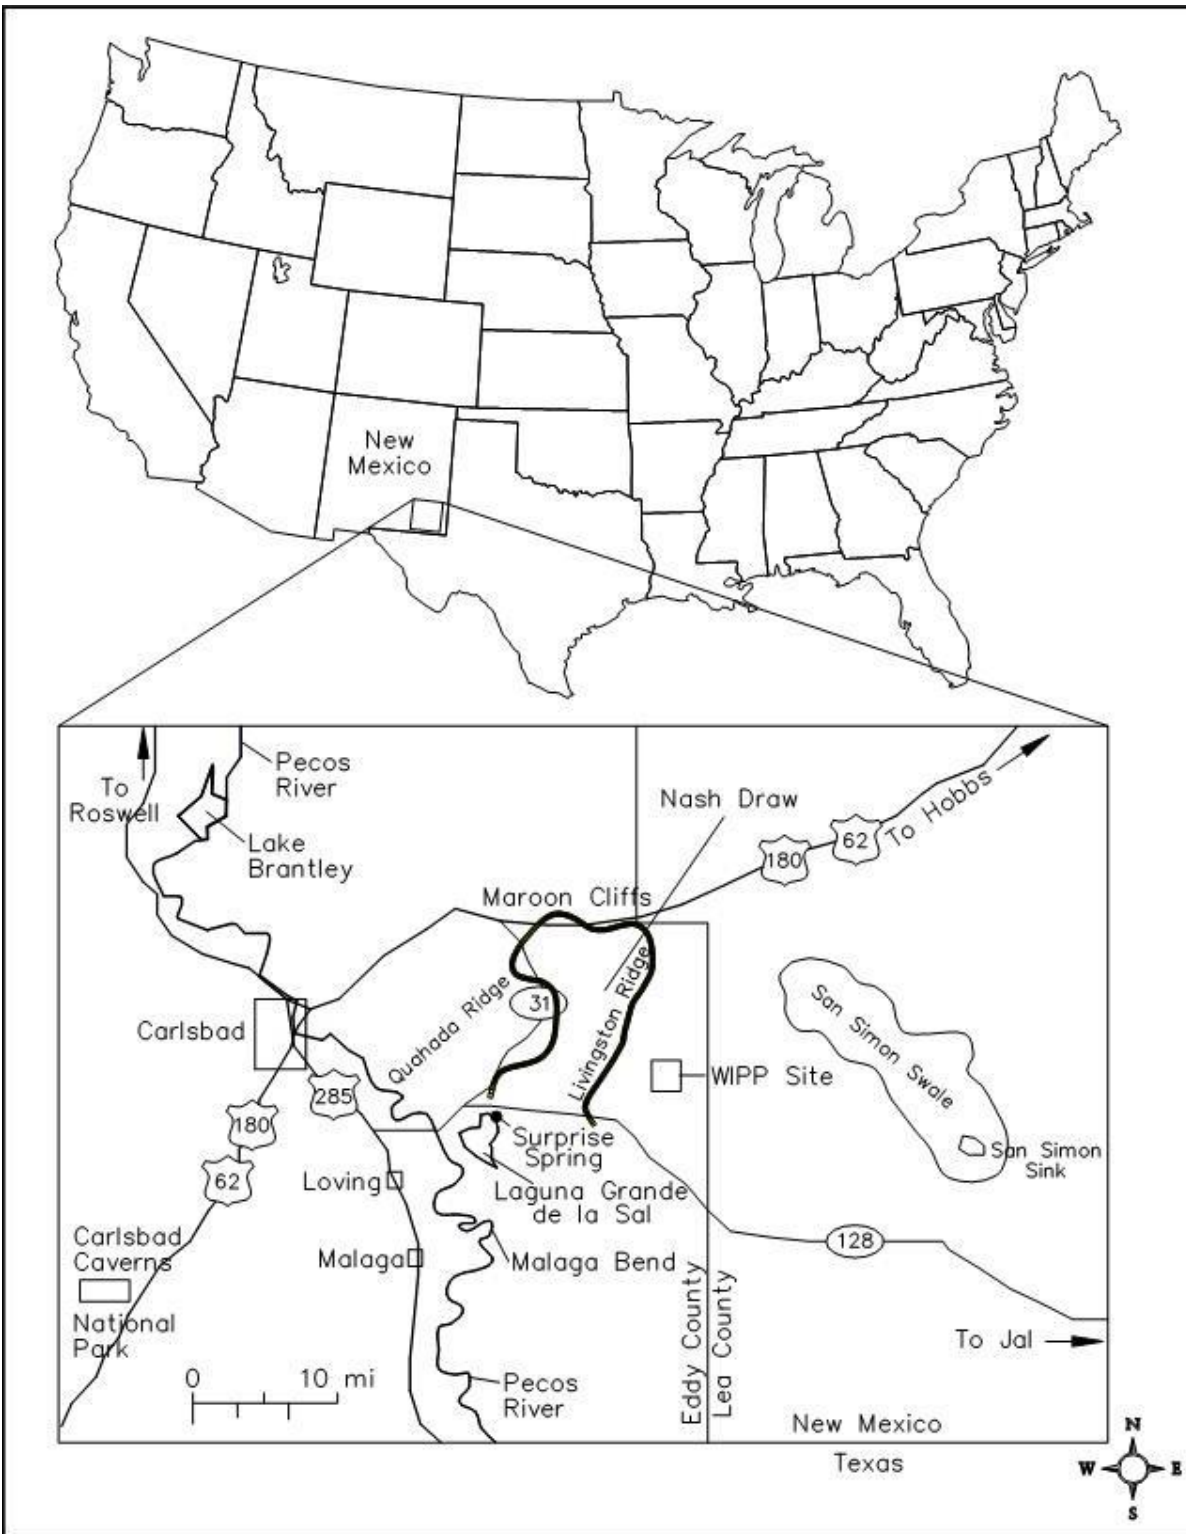 New
Mexico
Pecos
River
To
Roswell
Nash Draw
Lake
Brantley
180
62
To Hobbs
Maroon Cliffs
Quahada Ridge
31
Livingston Ridge
San Simon Swale
Carlsbad
WIPP Site
285
180
62
Surprise
Spring
San Simon
Sink
Loving
Laguna Grande
de la Sal
Carlsbad
Caverns
National
Park
Malaga
Malaga Bend
128
Eddy County
Lea County
To Jal
0 10 mi
Pecos
River
New Mexico
Texas
N
W E
S